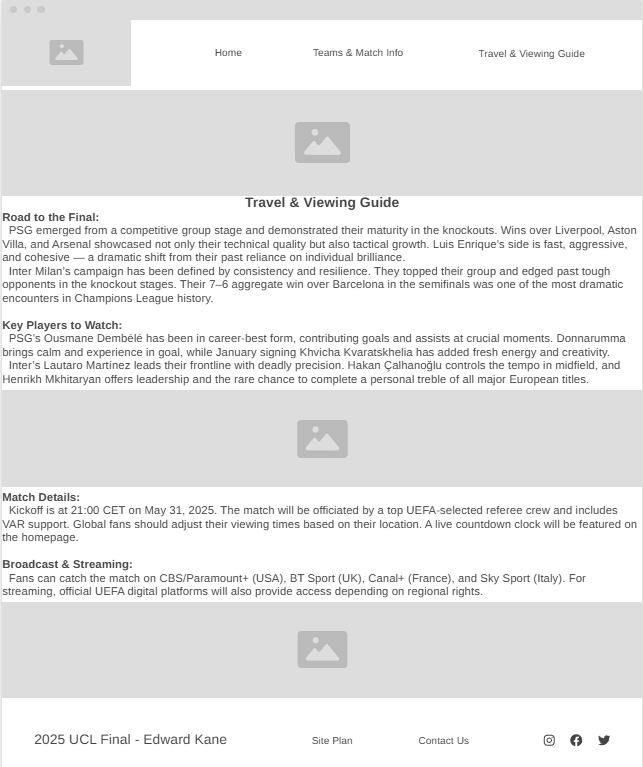 Home
Teams & Match Info
Travel & Viewing Guide
Travel & Viewing Guide
Road to the Final:
PSG emerged from a competitive group stage and demonstrated their maturity in the knockouts. Wins over Liverpool, Aston
Villa, and Arsenal showcased not only their technical quality but also tactical growth. Luis Enrique's side is fast, aggressive,
and cohesive — a dramatic shift from their past reliance on individual brilliance.
Inter Milan's campaign has been defined by consistency and resilience. They topped their group and edged past tough
opponents in the knockout stages. Their 7–6 aggregate win over Barcelona in the semifinals was one of the most dramatic
encounters in Champions League history.
Key Players to Watch:
PSG's Ousmane Dembélé has been in career-best form, contributing goals and assists at crucial moments. Donnarumma
brings calm and experience in goal, while January signing Khvicha Kvaratskhelia has added fresh energy and creativity.
Inter's Lautaro Martínez leads their frontline with deadly precision. Hakan Çalhanoğlu controls the tempo in midfield, and
Henrikh Mkhitaryan offers leadership and the rare chance to complete a personal treble of all major European titles.
Match Details:
Kickoff is at 21:00 CET on May 31, 2025. The match will be officiated by a top UEFA-selected referee crew and includes
VAR support. Global fans should adjust their viewing times based on their location. A live countdown clock will be featured on
the homepage.
Broadcast & Streaming:
Fans can catch the match on CBS/Paramount+ (USA), BT Sport (UK), Canal+ (France), and Sky Sport (Italy). For
streaming, official UEFA digital platforms will also provide access depending on regional rights.
2025 UCL Final - Edward Kane
Site Plan
Contact Us